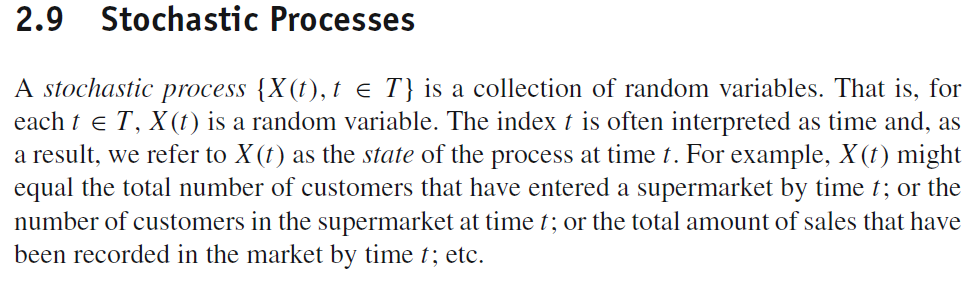 2.9 Stochastic Processes
A stochastic process {X(t), t ∈ T} is a collection of random variables. That is, for
each t ∈ T, X(t) is a random variable. The index t is often interpreted as time and, as
a result, we refer to X(t) as the state of the process at time t. For example, X(t) might
equal the total number of customers that have entered a supermarket by time t; or the
number of customers in the supermarket at time t; or the total amount of sales that have
been recorded in the market by time t; etc.